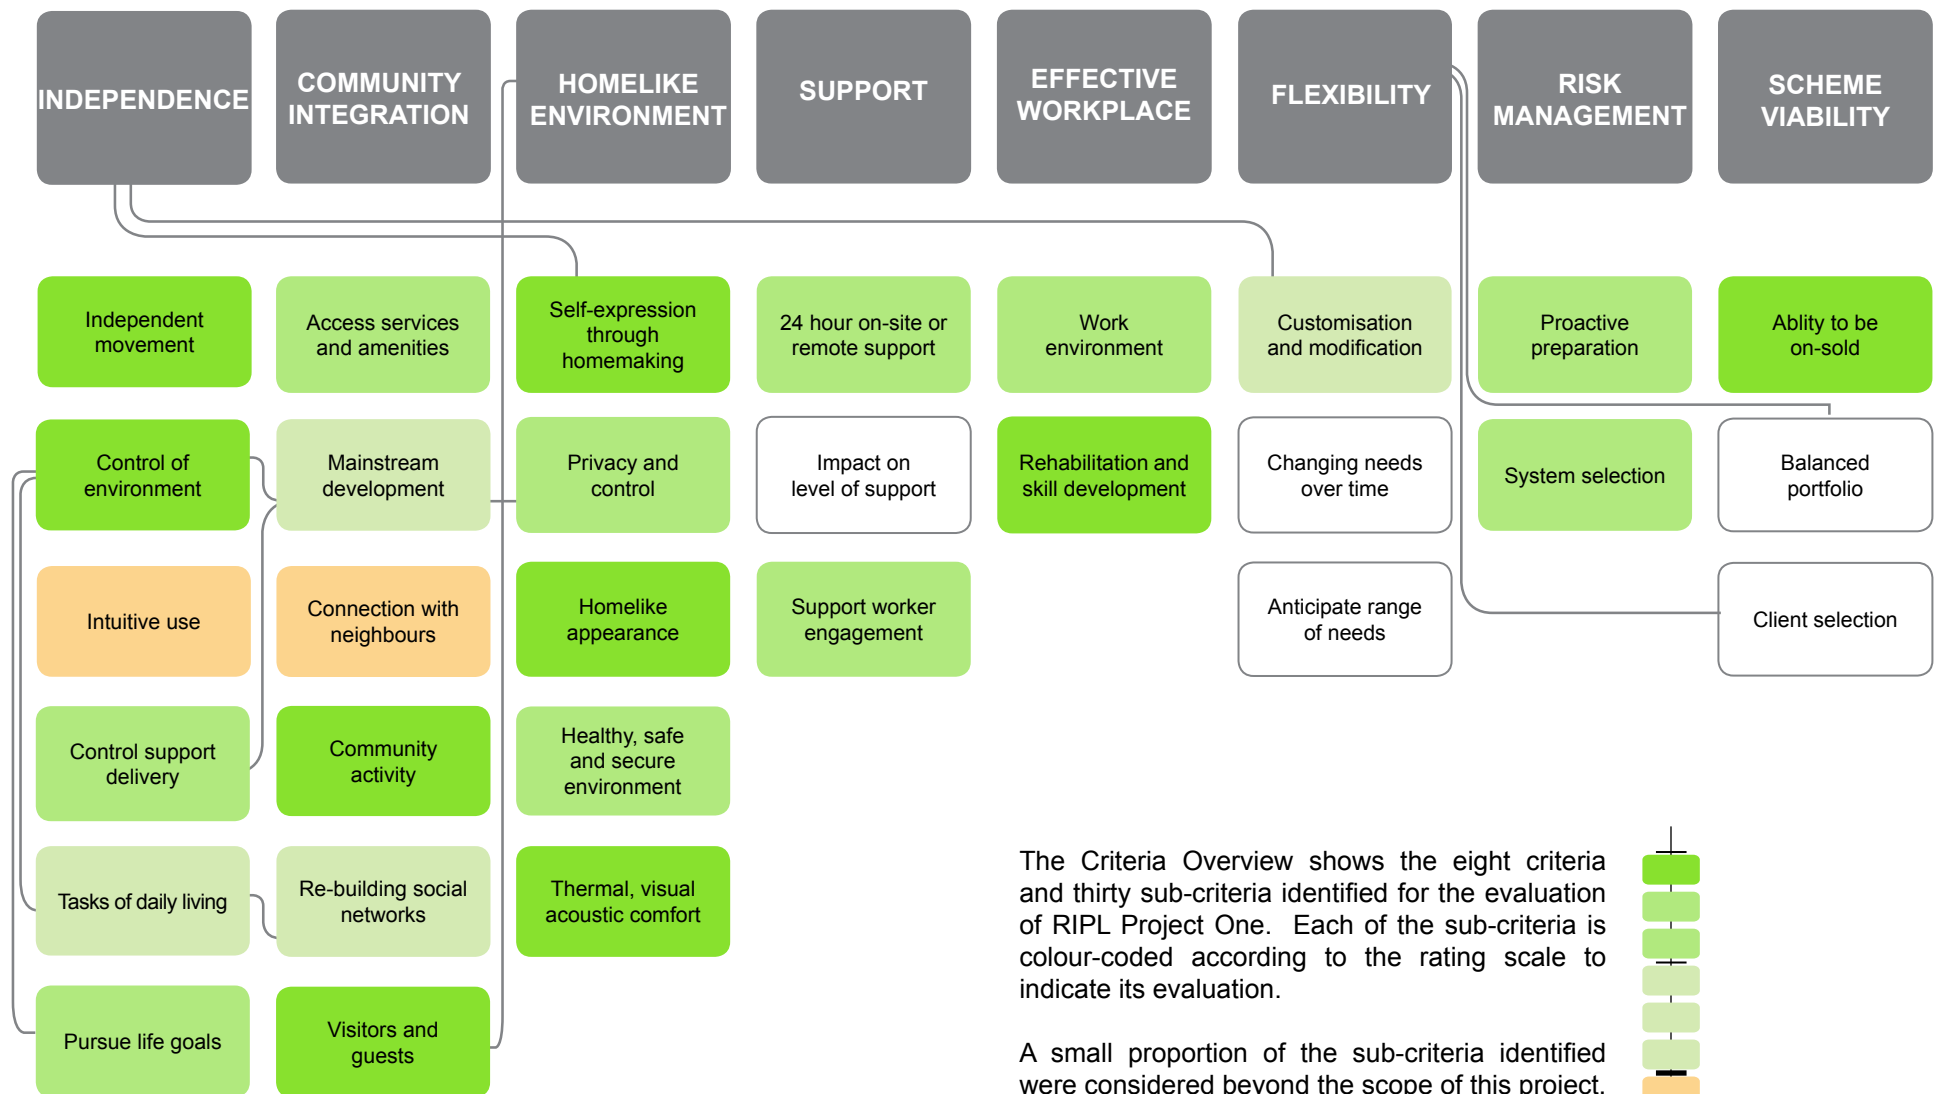 INDEPENDENCE
COMMUNITY
INTEGRATION
HOMELIKE
ENVIRONMENT
SUPPORT
EFFECTIVE
WORKPLACE
FLEXIBILITY
RISK
MANAGEMENT
SCHEME
VIABILITY
Independent
movement
Access services
and amenities
Self-expression
through
homemaking
24 hour on-site or
remote support
Work
environment
Customisation
and modification
Proactive
preparation
Ablity to be
on-sold
Control of
environment
Mainstream
development
Privacy and
control
Impact on
level of support
Rehabilitation and
skill development
Changing needs
over time
System selection
Balanced
portfolio
Intuitive use
Connection with
neighbours
Homelike
appearance
Support worker
engagement
Anticipate range
of needs
Client selection
Control support
delivery
Community
activity
Healthy, safe
and secure
environment
Tasks of daily living
Re-building social
networks
Thermal, visual
acoustic comfort
Pursue life goals
Visitors and
guests
The Criteria Overview shows the eight criteria
and thirty sub-criteria identified for the evaluation
of RIPL Project One. Each of the sub-criteria is
colour-coded according to the rating scale to
indicate its evaluation.
A small proportion of the sub-criteria identified
were considered beyond the scope of this project.